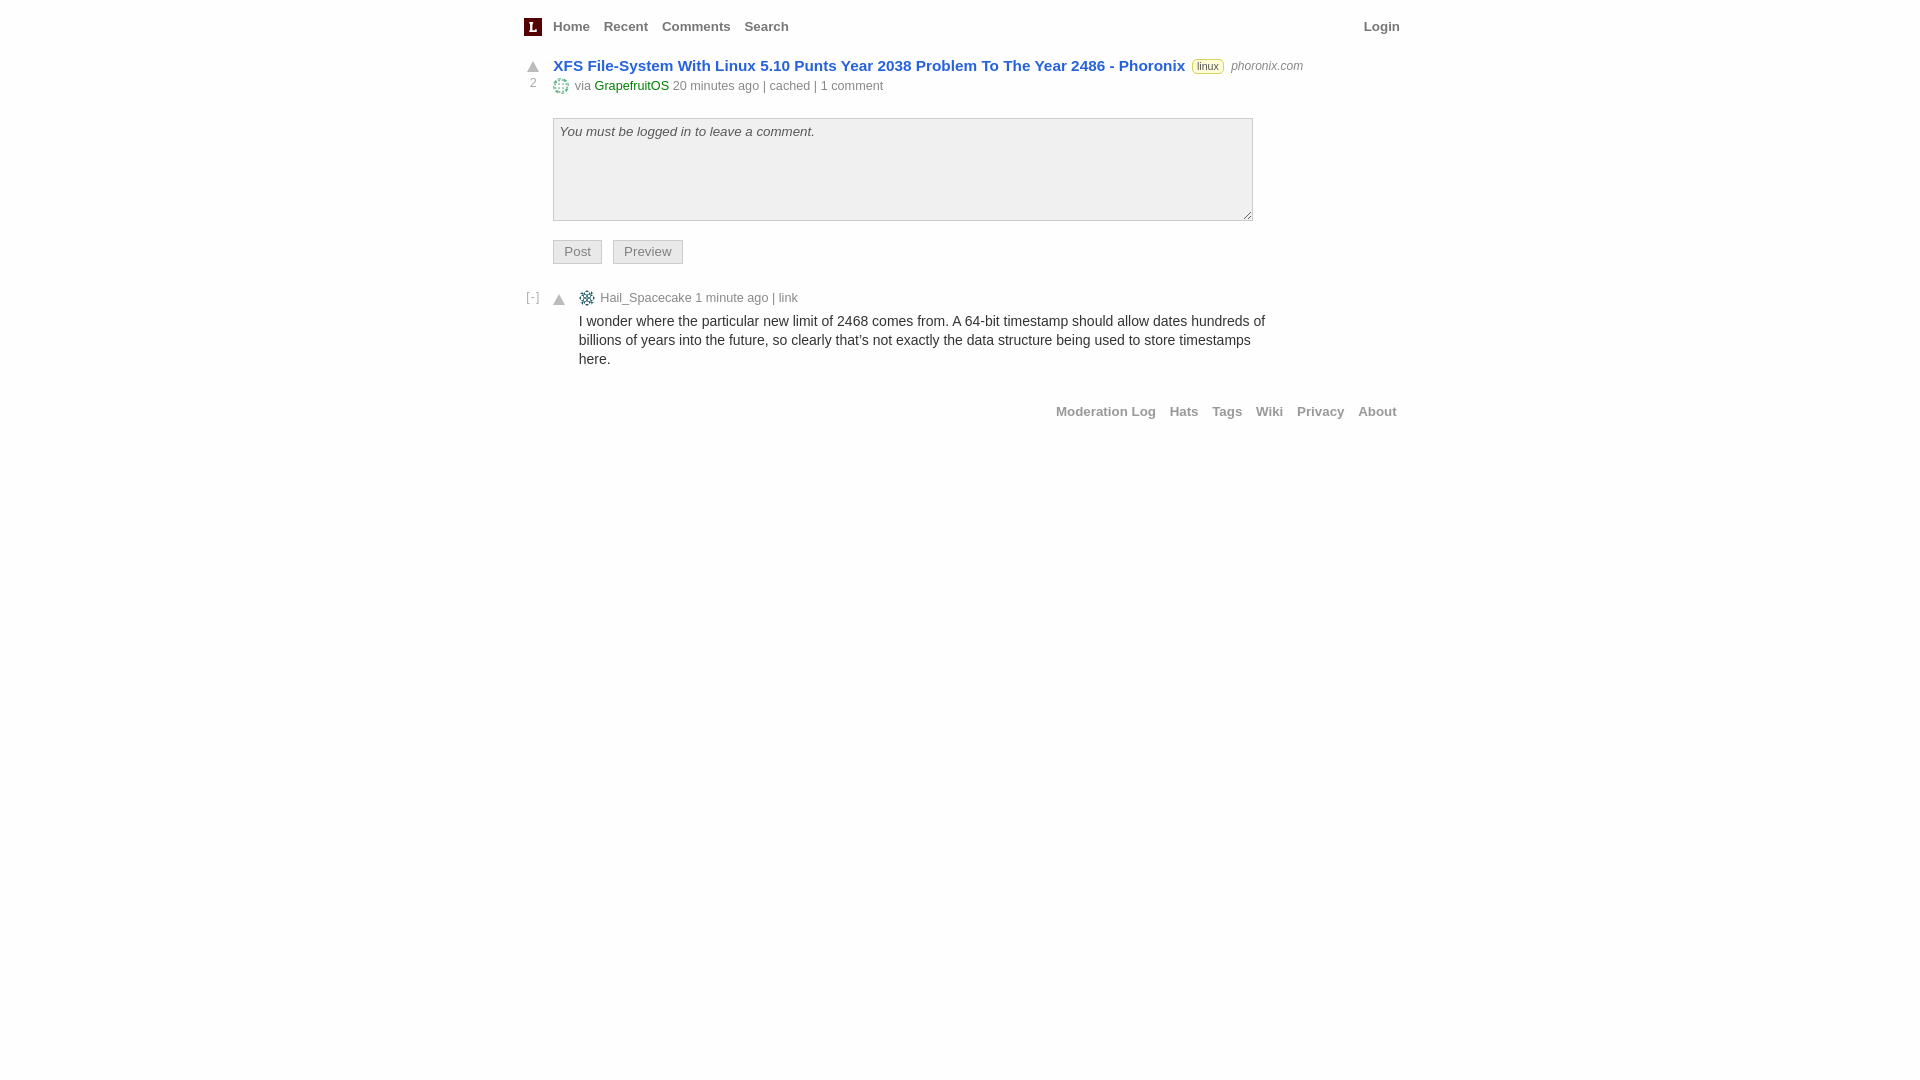 L Home Recent Comments Search Login
XFS File-System With Linux 5.10 Punts Year 2038 Problem To The Year 2486 - Phoronix linux phoronix.com
2 via GrapefruitOS 20 minutes ago | cached | 1 comment
You must be logged in to leave a comment.
Post Preview
[-] Hail_Spacecake 1 minute ago | link
I wonder where the particular new limit of 2468 comes from. A 64-bit timestamp should allow dates hundreds of
billions of years into the future, so clearly that’s not exactly the data structure being used to store timestamps
here.
Moderation Log Hats Tags Wiki Privacy About